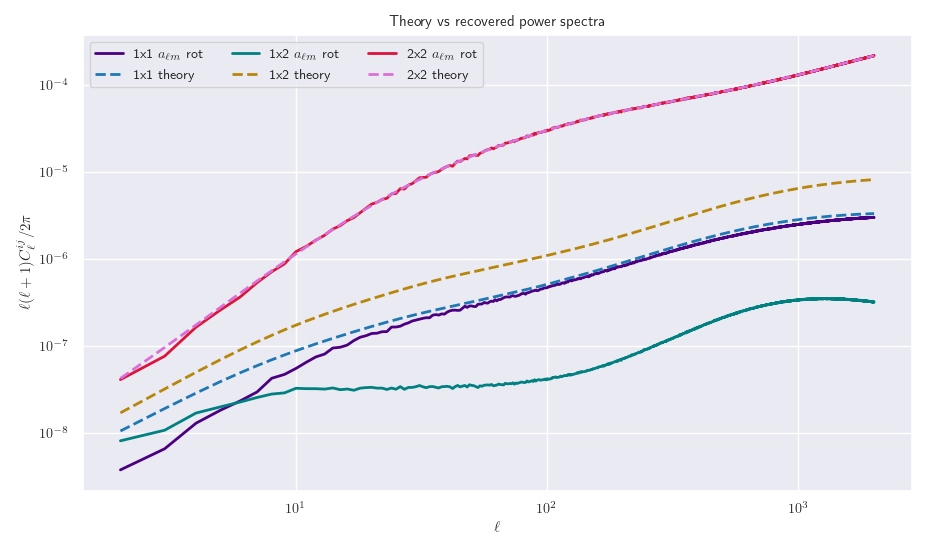 Theory vs recovered power spectra
1x1 $a_{\ell m}$ rot
1x1 theory
1x2 $a_{\ell m}$ rot
1x2 theory
2x2 $a_{\ell m}$ rot
2x2 theory
$\ell(\ell+1)C_\ell^{ij}/2\pi$
$10^{-4}$
$10^{-5}$
$10^{-6}$
$10^{-7}$
$10^{-8}$
$10^1$
$10^2$
$10^3$
$\ell$